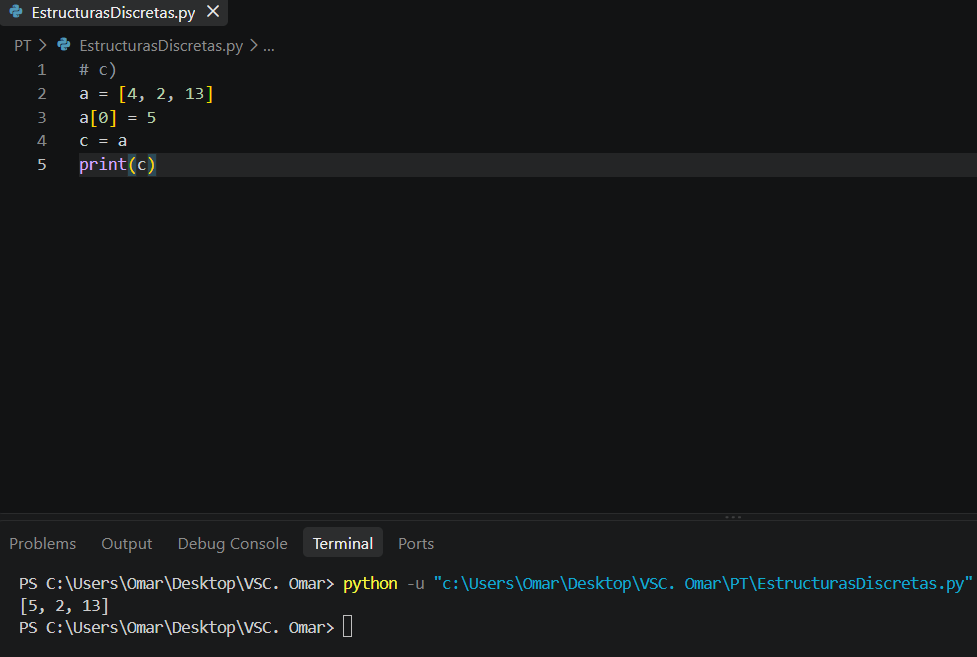 EstructurasDiscretas.py
PT > EstructurasDiscretas.py > ...
1 # c)
2 a = [4, 2, 13]
3 a[0] = 5
4 c = a
5 print(c)
Problems Output Debug Console Terminal Ports
PS C:\Users\Omar\Desktop\VSC. Omar> python -u "c:\Users\Omar\Desktop\VSC. Omar\PT\EstructurasDiscretas.py"
[5, 2, 13]
PS C:\Users\Omar\Desktop\VSC. Omar>